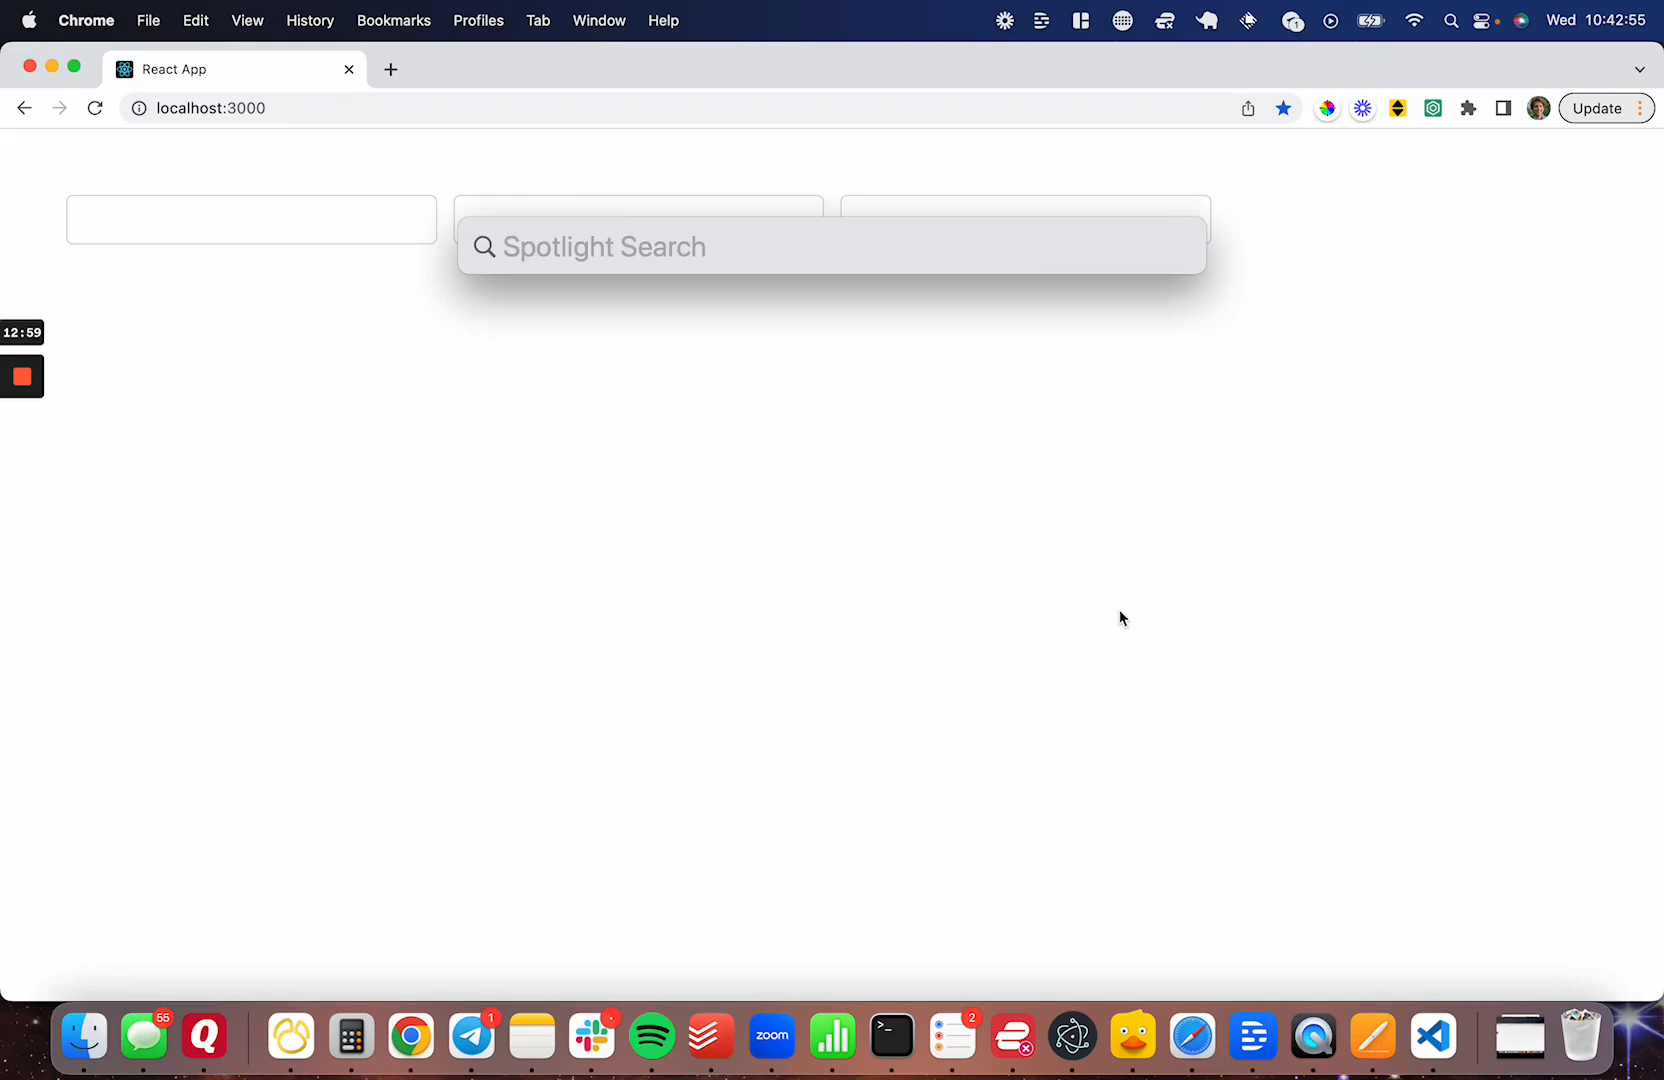 Chrome File Edit View History Bookmarks Profiles Tab Window Help 1 Wed 10:42:55
React App
localhost:3000 Update
Spotlight Search
12:59
55 1 2
zoom